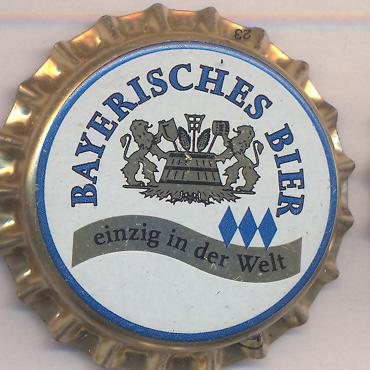 BAYERISCHES BIER
einzig in der Welt
23